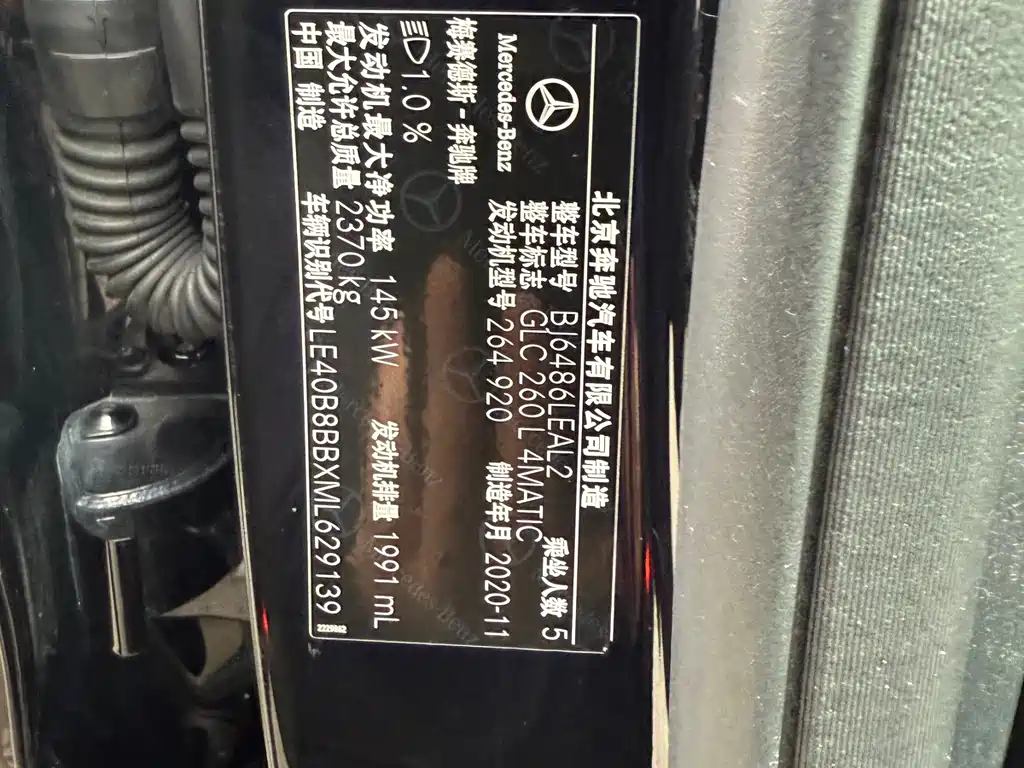 北京奔驰汽车有限公司制造
Mercedes-Benz
梅赛德斯-奔驰牌
整车型号 BJ6486LEAL2 乘坐人数 5
整车标志 GLC 260 L 4MATIC
发动机型号 264 920 制造年月 2020-11
1.0 %
发动机最大净功率 145 kW 发动机排量 1991 mL
最大允许总质量 2370 kg
中国 制造 车辆识别代号 LE40B8BBXML629139